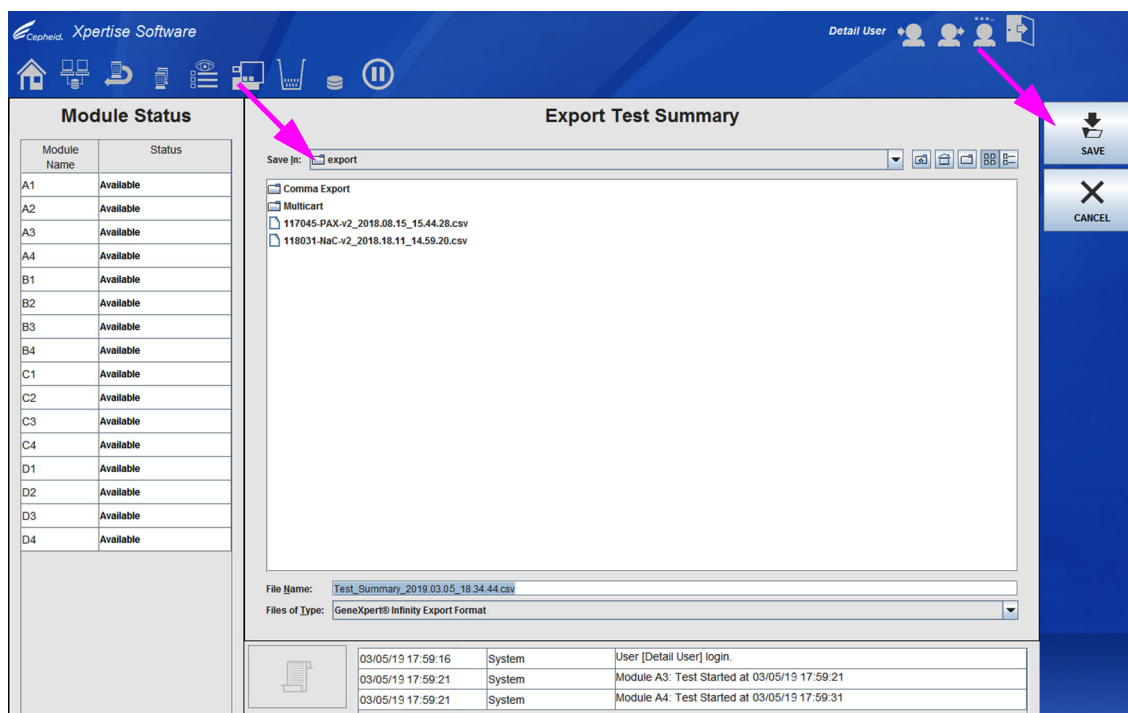 Cepheid. Xpertise Software
Detail User
Module Status
Module Name
Status
A1 Available
A2 Available
A3 Available
A4 Available
B1 Available
B2 Available
B3 Available
B4 Available
C1 Available
C2 Available
C3 Available
C4 Available
D1 Available
D2 Available
D3 Available
D4 Available
Export Test Summary
Save In: export
Comma Export
Multicart
117045-PAX-v2_2018.08.15_15.44.28.csv
118031-NaC-v2_2018.18.11_14.59.20.csv
File Name: Test_Summary_2019.03.05_18.34.44.csv
Files of Type: GeneXpert® Infinity Export Format
03/05/19 17:59:16 System User [Detail User] login.
03/05/19 17:59:21 System Module A3: Test Started at 03/05/19 17:59:21
03/05/19 17:59:21 System Module A4: Test Started at 03/05/19 17:59:31
SAVE
CANCEL